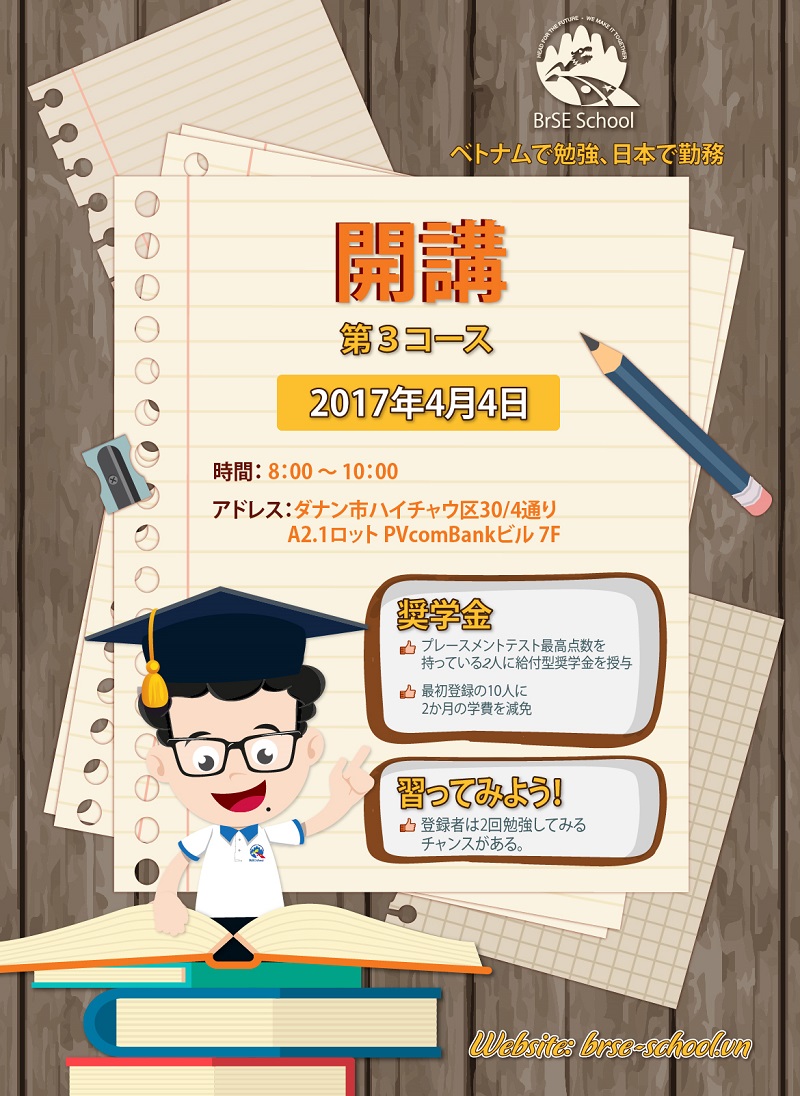 HEAD FOR THE FUTURE - WE MAKE IT TOGETHER
BrSE School
ベトナムで勉強、日本で勤務
開講
第3コース
2017年4月4日
時間: 8:00 ～ 10:00
アドレス:ダナン市ハイチャウ区30/4通り
A2.1ロット PVcomBankビル 7F
奨学金
プレースメントテスト最高点数を
持っている2人に給付型奨学金を授与
最初登録の10人に
2か月の学費を減免
習ってみよう!
登録者は2回勉強してみる
チャンスがある。
BrSE School
Website: brse-school.vn